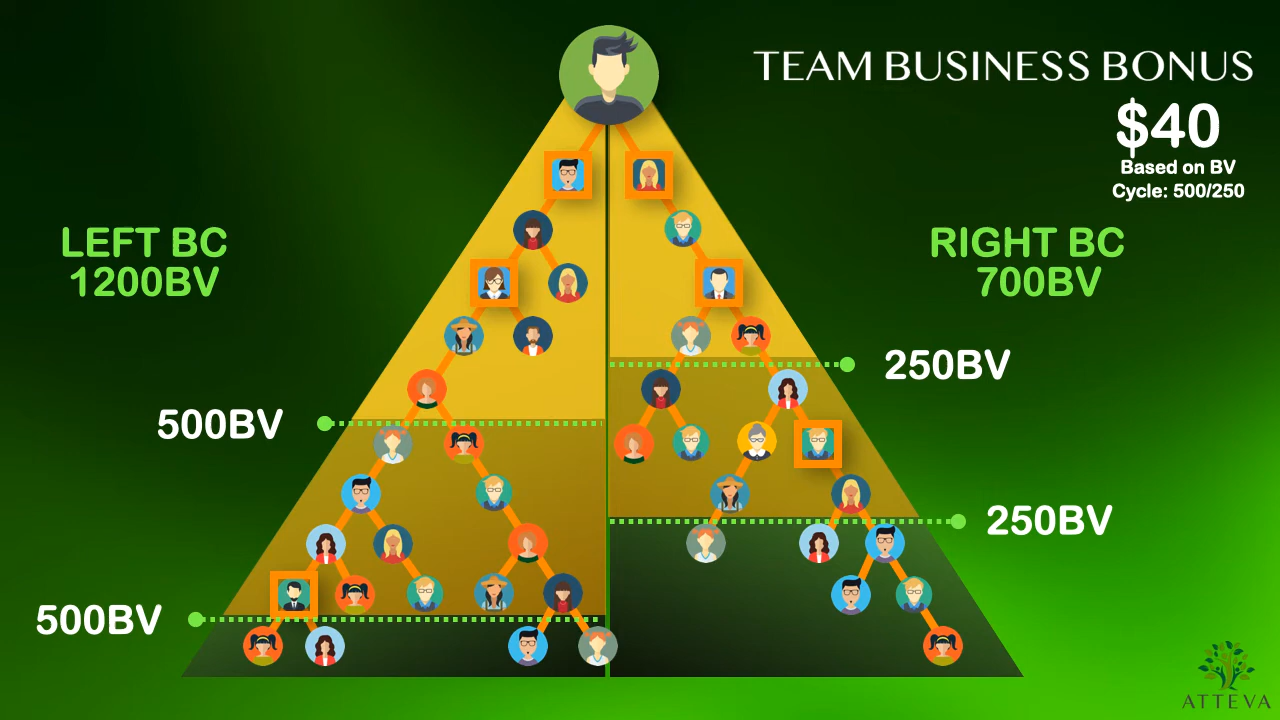 TEAM BUSINESS BONUS
$40
Based on BV
Cycle: 500/250
LEFT BC
1200BV
RIGHT BC
700BV
250BV
500BV
250BV
500BV
ATTEVA